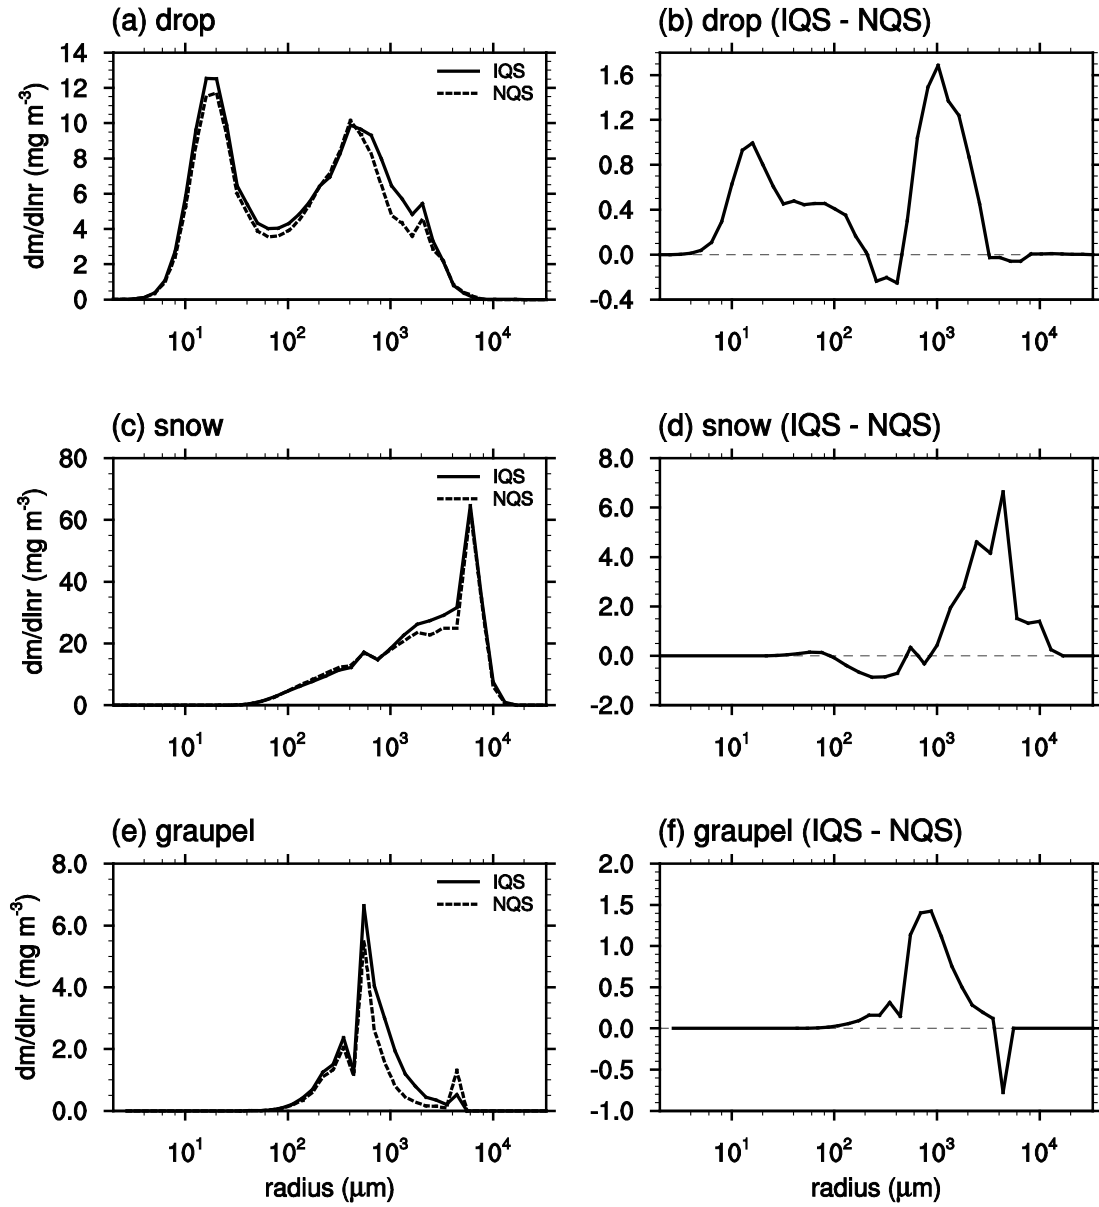 (a) drop
dm/dlnr (mg m⁻³)
14
12
10
8
6
4
2
0
IQS
NQS
10¹ 10² 10³ 10⁴
(b) drop (IQS - NQS)
1.6
1.2
0.8
0.4
0.0
-0.4
10¹ 10² 10³ 10⁴
(c) snow
dm/dlnr (mg m⁻³)
80
60
40
20
0
IQS
NQS
10¹ 10² 10³ 10⁴
(d) snow (IQS - NQS)
8.0
6.0
4.0
2.0
0.0
-2.0
10¹ 10² 10³ 10⁴
(e) graupel
dm/dlnr (mg m⁻³)
8.0
6.0
4.0
2.0
0.0
IQS
NQS
10¹ 10² 10³ 10⁴
radius (μm)
(f) graupel (IQS - NQS)
2.0
1.5
1.0
0.5
0.0
-0.5
-1.0
10¹ 10² 10³ 10⁴
radius (μm)